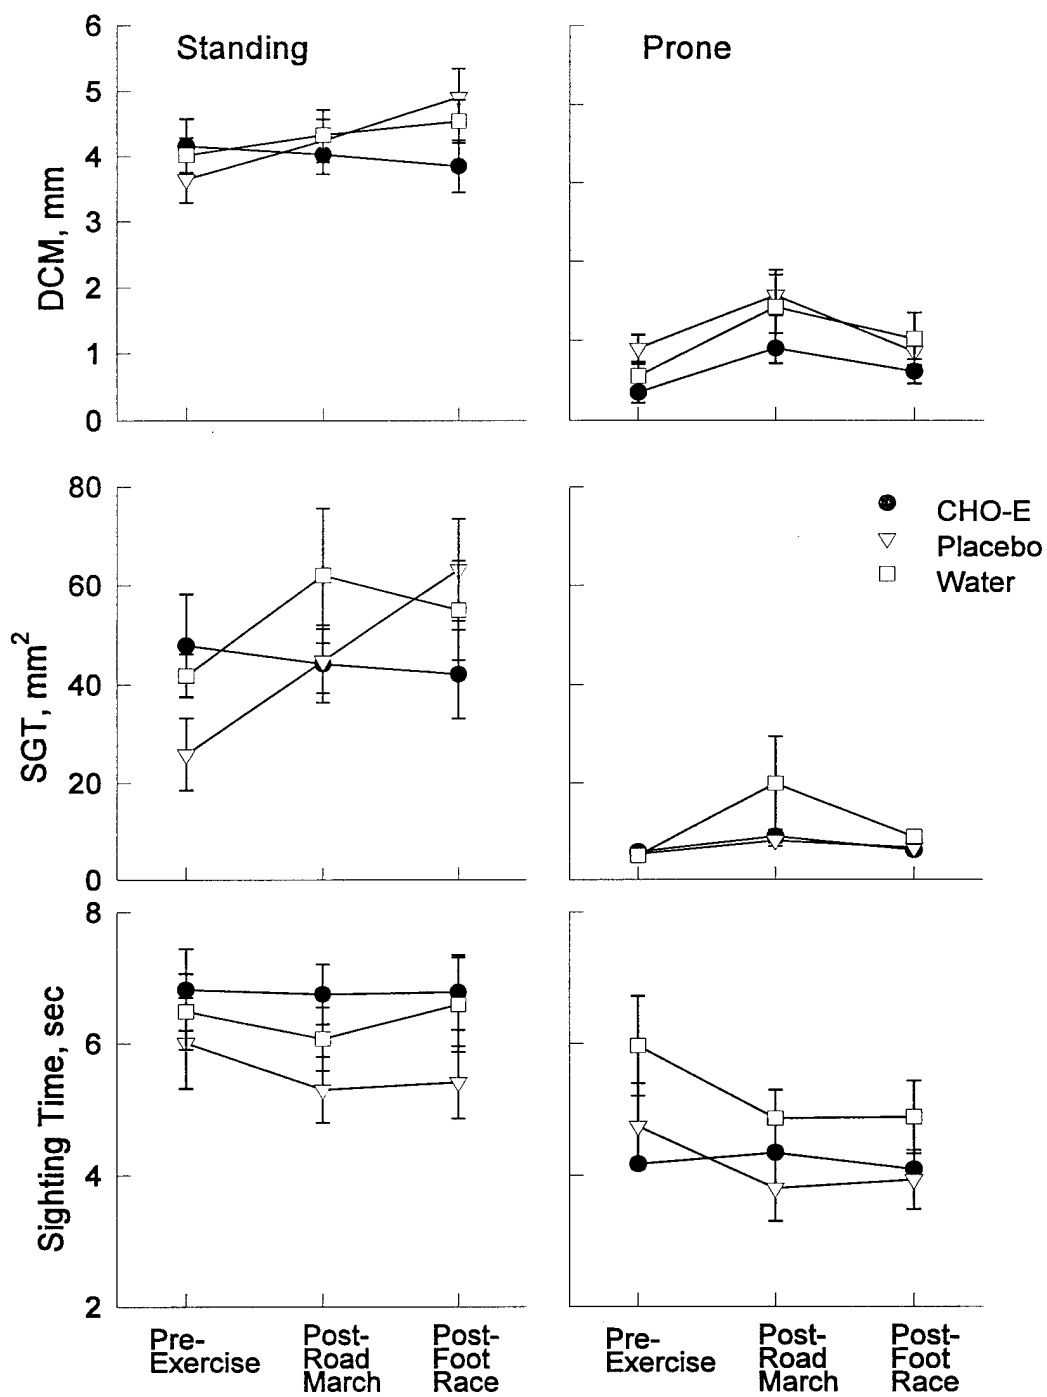 Standing
Prone
6
5
4
3
2
1
0
DCM, mm
80
60
40
20
0
SGT, mm²
CHO-E
Placebo
Water
8
6
4
2
Sighting Time, sec
Pre-
Exercise
Post-
Road
March
Post-
Foot
Race
Pre-
Exercise
Post-
Road
March
Post-
Foot
Race